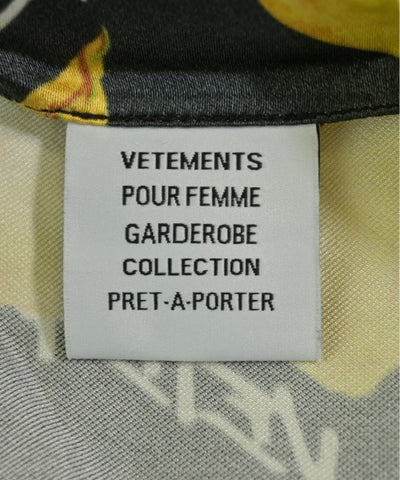 VETEMENTS
POUR FEMME
GARDEROBE
COLLECTION
PRET-A-PORTER